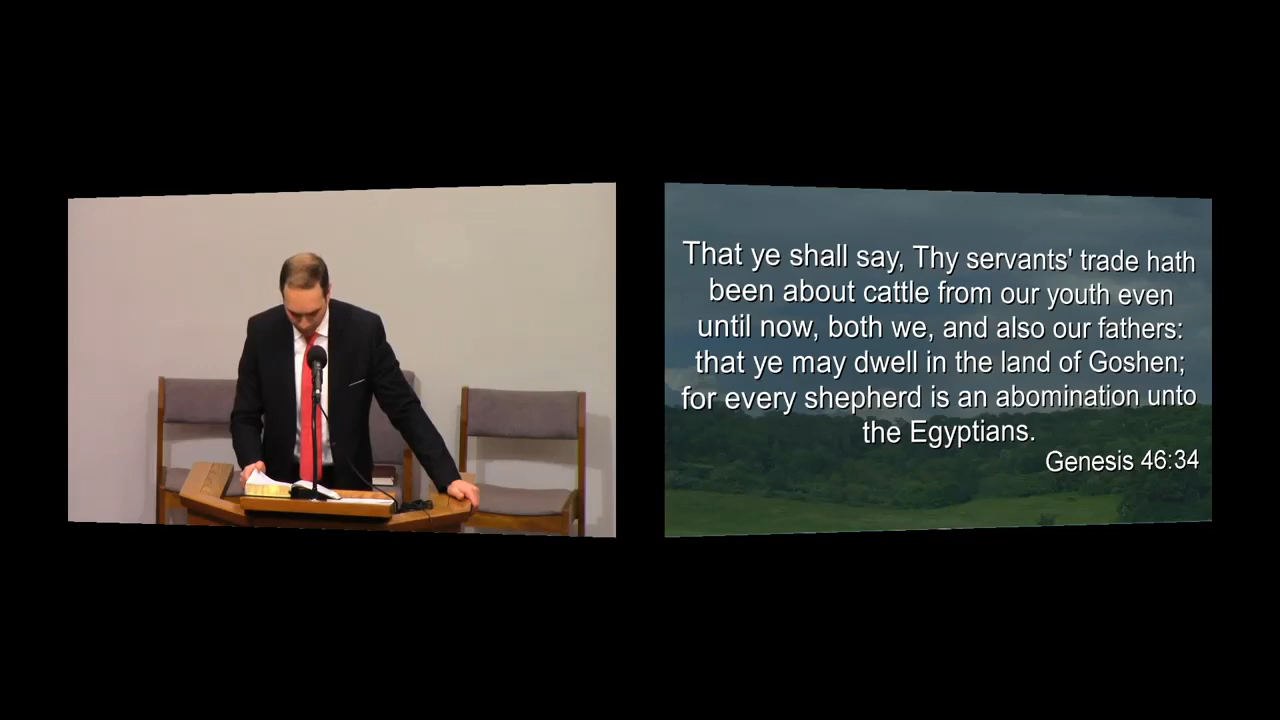 That ye shall say, Thy servants' trade hath
been about cattle from our youth even
until now, both we, and also our fathers:
that ye may dwell in the land of Goshen;
for every shepherd is an abomination unto
the Egyptians.
Genesis 46:34